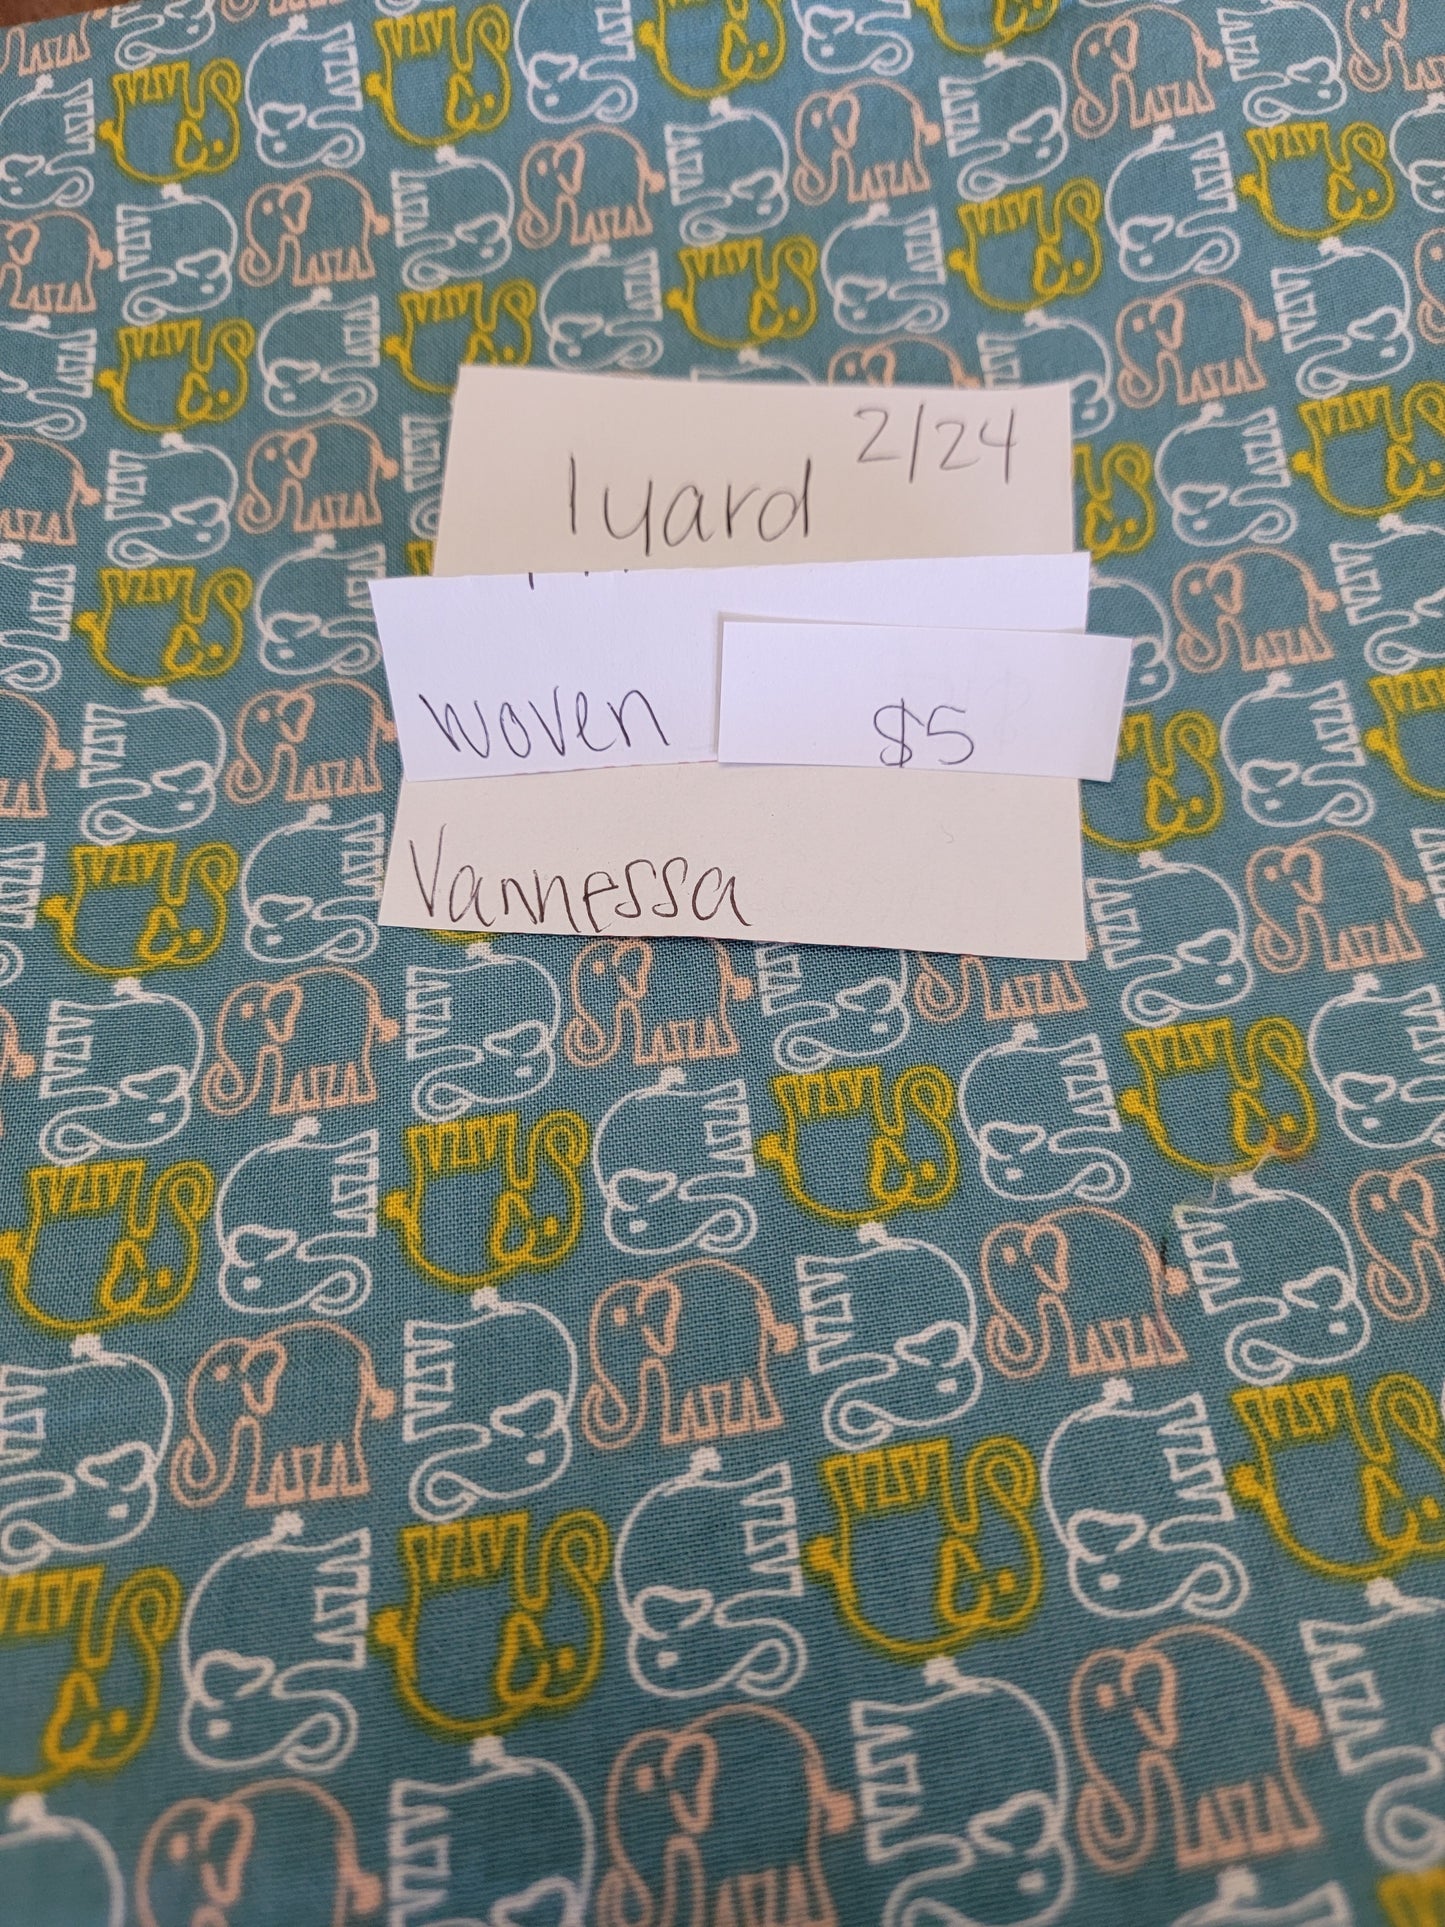 2/24
1 yard
woven
$5
Vannessa